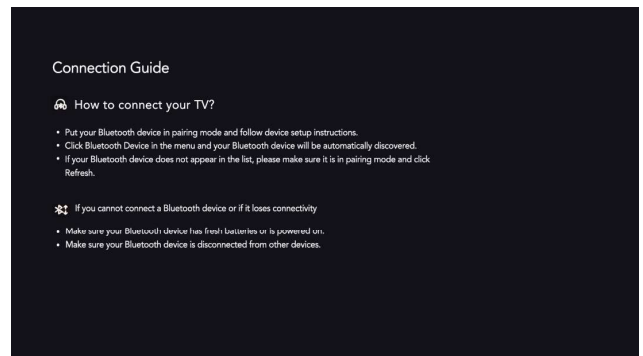 Connection Guide
How to connect your TV?
• Put your Bluetooth device in pairing mode and follow device setup instructions.
• Click Bluetooth Device in the menu and your Bluetooth device will be automatically discovered.
• If your Bluetooth device does not appear in the list, please make sure it is in pairing mode and click
Refresh.
If you cannot connect a Bluetooth device or if it loses connectivity
• Make sure your Bluetooth device has fresh batteries or is powered on.
• Make sure your Bluetooth device is disconnected from other devices.